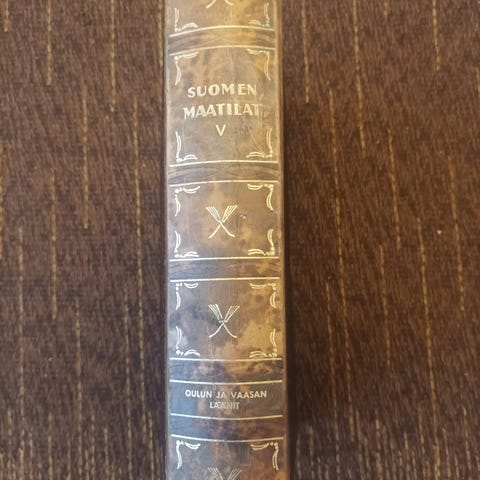 SUOMEN
MAATILAT
V
OULUN JA VAASAN
LÄÄNIT